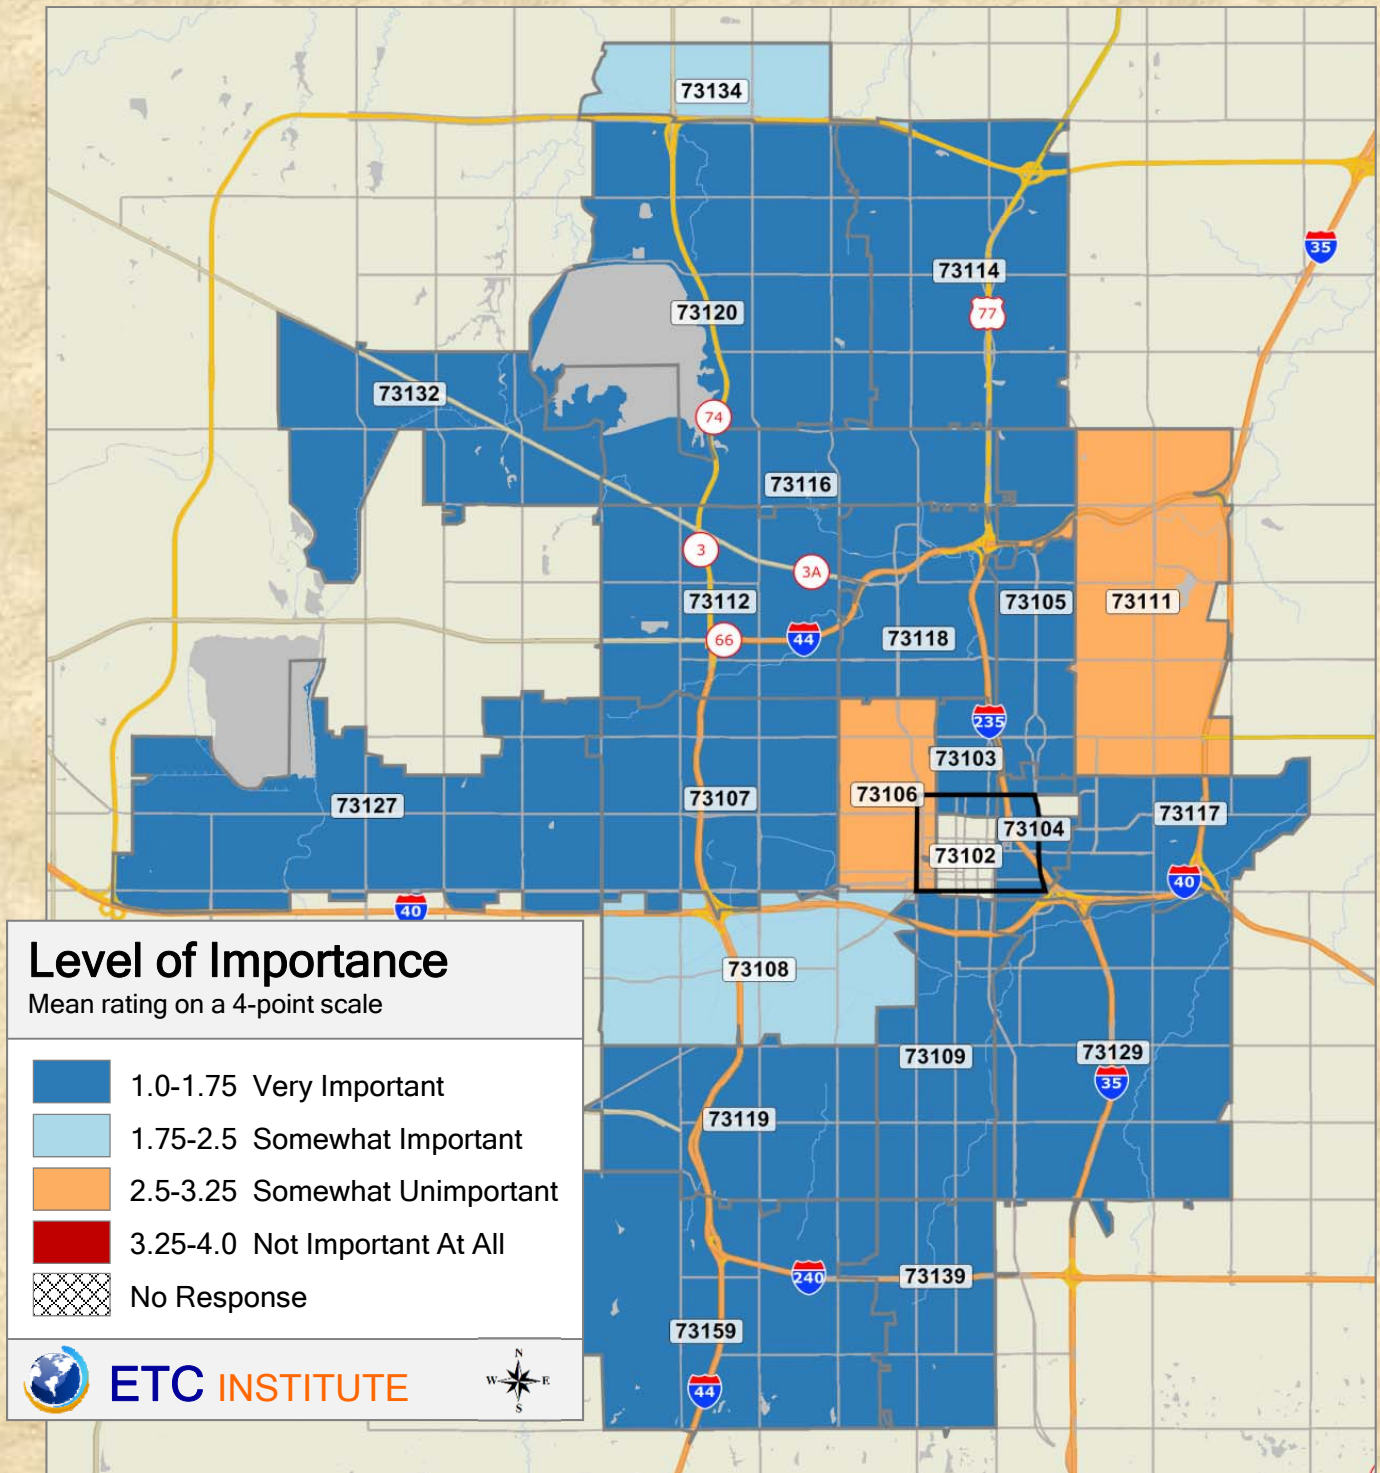 73134
35
73114
77
73120
73132
74
73116
3
3A
73112
73105
73111
66
44
73118
235
73103
73106
73107
73127
73117
73104
73102
40
40
73108
73109
73129
35
73119
240
73139
73159
44
Level of Importance
Mean rating on a 4-point scale
1.0-1.75 Very Important
1.75-2.5 Somewhat Important
2.5-3.25 Somewhat Unimportant
3.25-4.0 Not Important At All
No Response
ETC INSTITUTE
N
W E
S